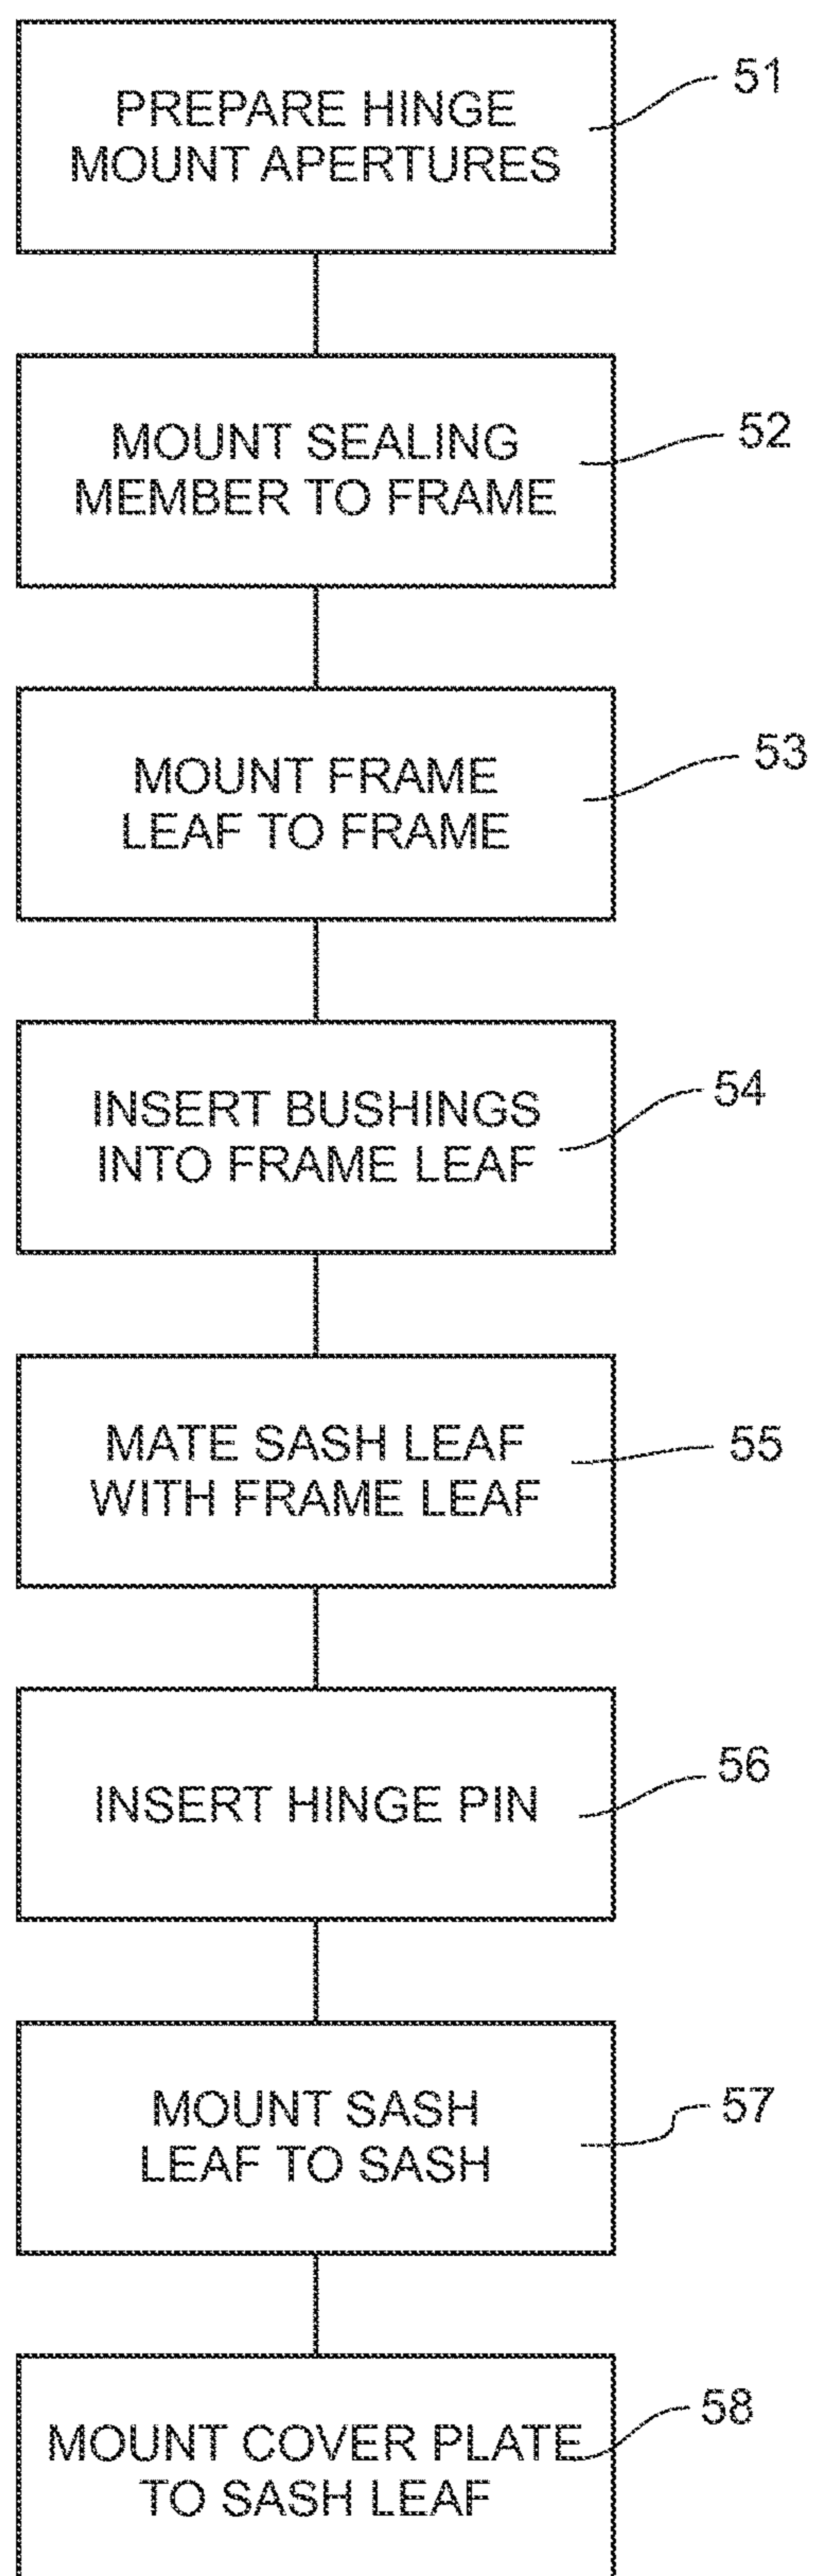 PREPARE HINGE
MOUNT APERTURES
51
MOUNT SEALING
MEMBER TO FRAME
52
MOUNT FRAME
LEAF TO FRAME
53
INSERT BUSHINGS
INTO FRAME LEAF
54
MATE SASH LEAF
WITH FRAME LEAF
55
INSERT HINGE PIN
56
MOUNT SASH
LEAF TO SASH
57
MOUNT COVER PLATE
TO SASH LEAF
58